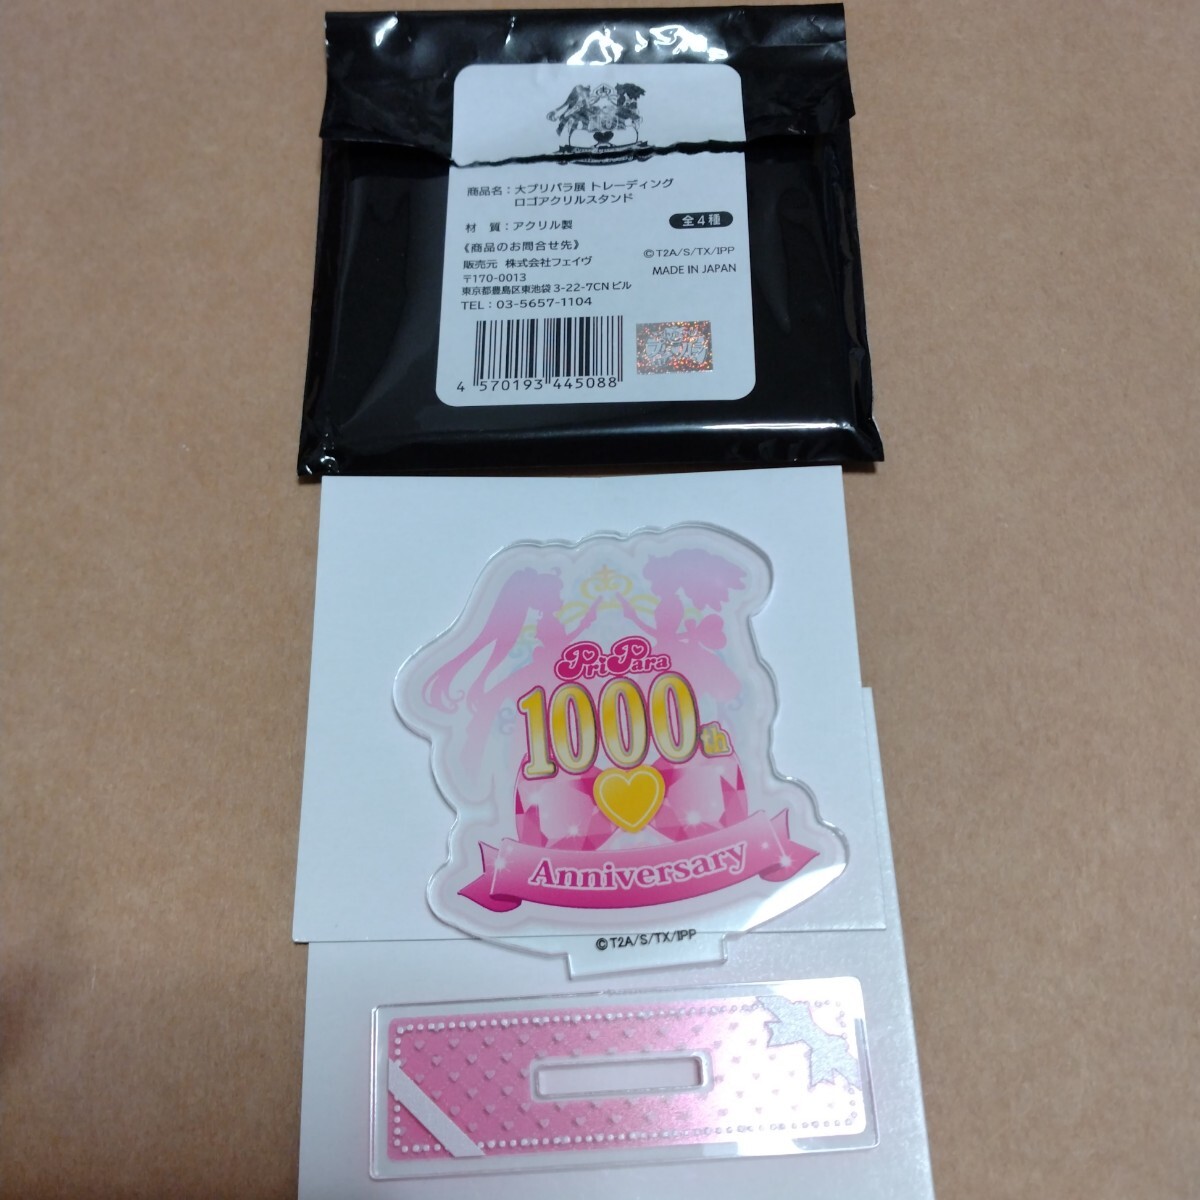 商品名：大プリパラ展 トレーディング
ロゴアクリルスタンド
材　質：アクリル製
全4種
《商品のお問合せ先》
販売元　株式会社フェイヴ
〒170-0013
東京都豊島区東池袋 3-22-7CN ビル
TEL：03-5657-1104
©T2A/S/TX/IPP
MADE IN JAPAN
4 570193 445088
PriPara
1000th
Anniversary
©T2A/S/TX/IPP